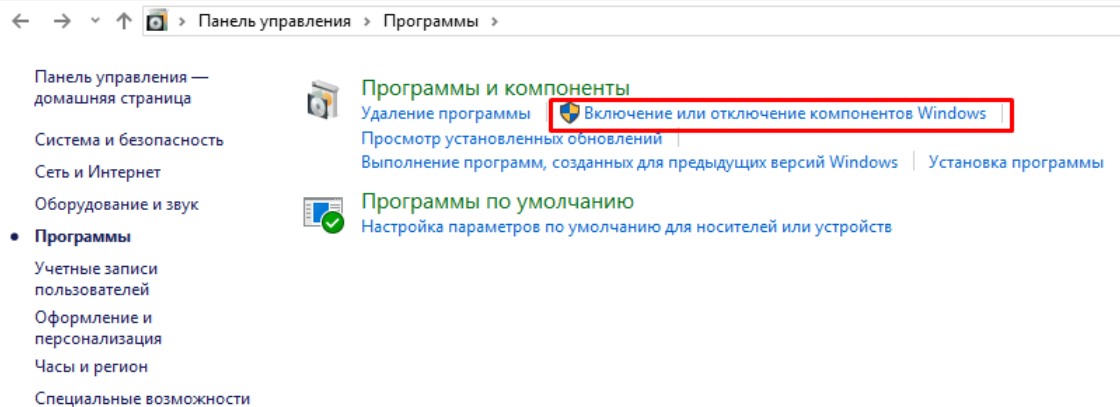 Панель управления > Программы >
Панель управления —
домашняя страница
Система и безопасность
Сеть и Интернет
Оборудование и звук
Программы
Учетные записи
пользователей
Оформление и
персонализация
Часы и регион
Специальные возможности
Программы и компоненты
Удаление программы | Включение или отключение компонентов Windows |
Просмотр установленных обновлений |
Выполнение программ, созданных для предыдущих версий Windows | Установка программы
Программы по умолчанию
Настройка параметров по умолчанию для носителей или устройств